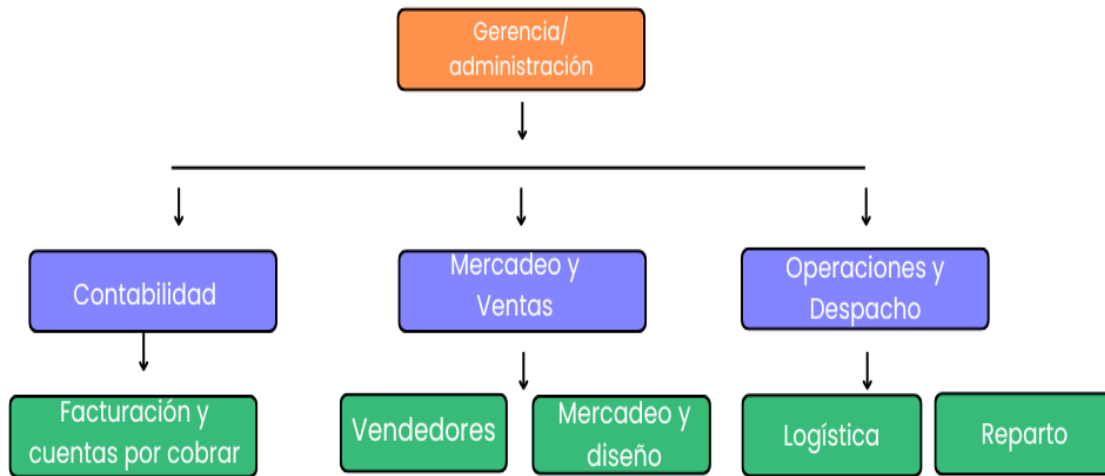 Gerencia/
administración
Contabilidad
Mercadeo y
Ventas
Operaciones y
Despacho
Facturación y
cuentas por cobrar
Vendedores
Mercadeo y
diseño
Logística
Reparto